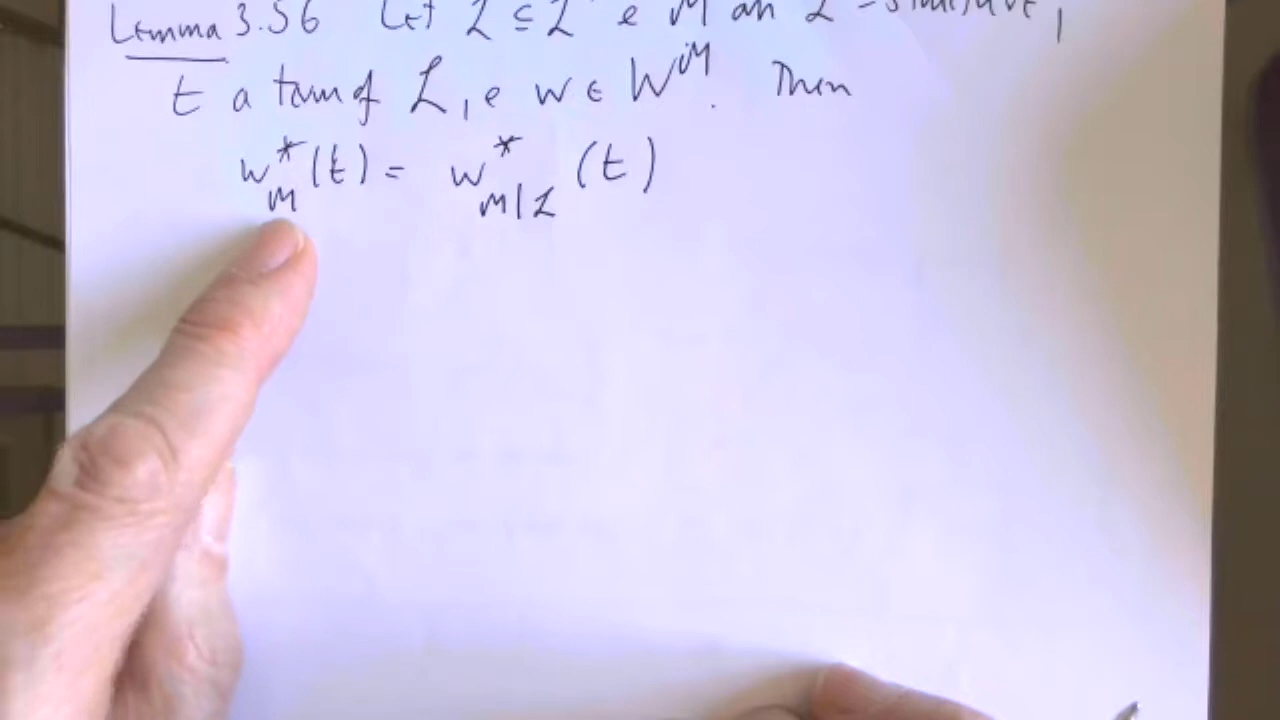 Lemma 3.56 Let L ⊆ L' e M an L'-structure,
t a term of L, e w ∈ W^M. Then
w*_M(t) = w*_{M|L}(t)